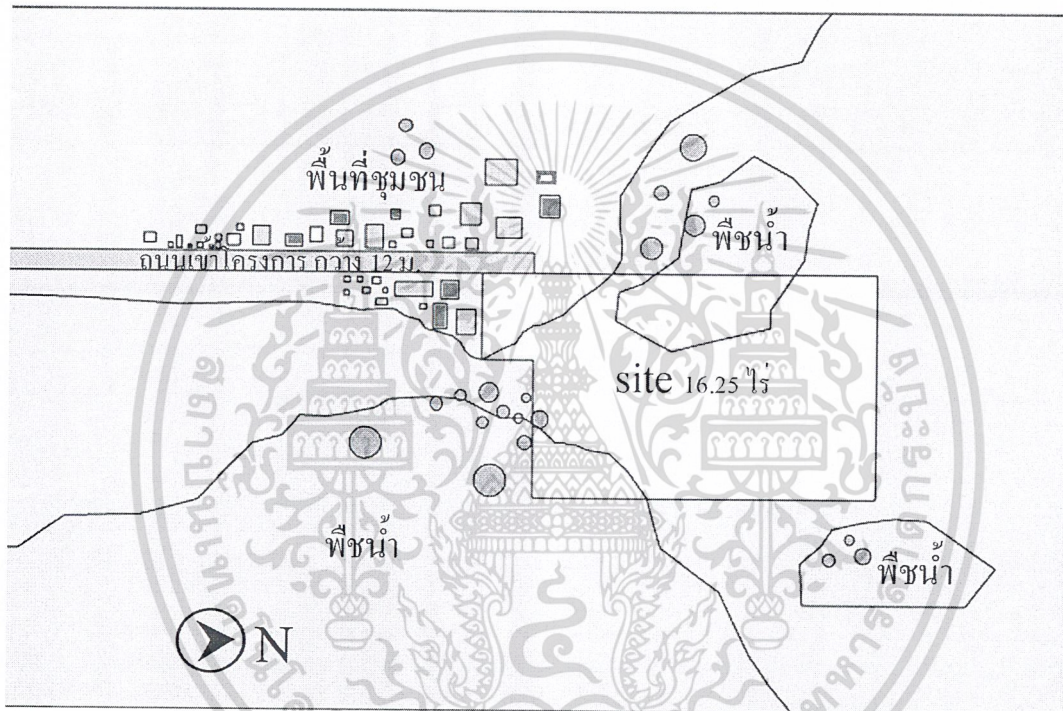 พื้นที่ชุมชน
พืชน้ำ
ถนนเข้าโครงการ กว้าง 12 ม.
site 16.25 ไร่
พืชน้ำ
พืชน้ำ
N